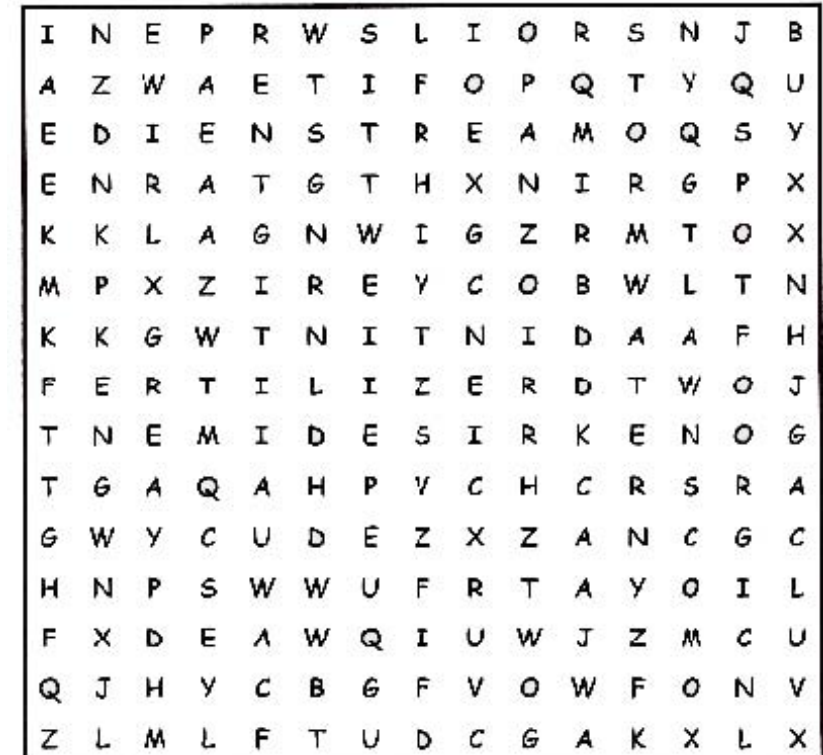 I N E P R W S L I O R S N J B
A Z W A E T I F O P Q T Y Q U
E D I E N S T R E A M O Q S Y
E N R A T G T H X N I R G P X
K K L A G N W I G Z R M T O X
M P X Z I R E Y C O B W L T N
K K G W T N I T N I D A A F H
F E R T I L I Z E R D T W O J
T N E M I D E S I R K E N O G
T G A Q A H P V C H C R S R A
G W Y C U D E Z X Z A N C G C
H N P S W W U F R T A Y O I L
F X D E A W Q I U W J Z M C U
Q J H Y C B G F V O W F O N V
Z L M L F T U D C G A K X L X